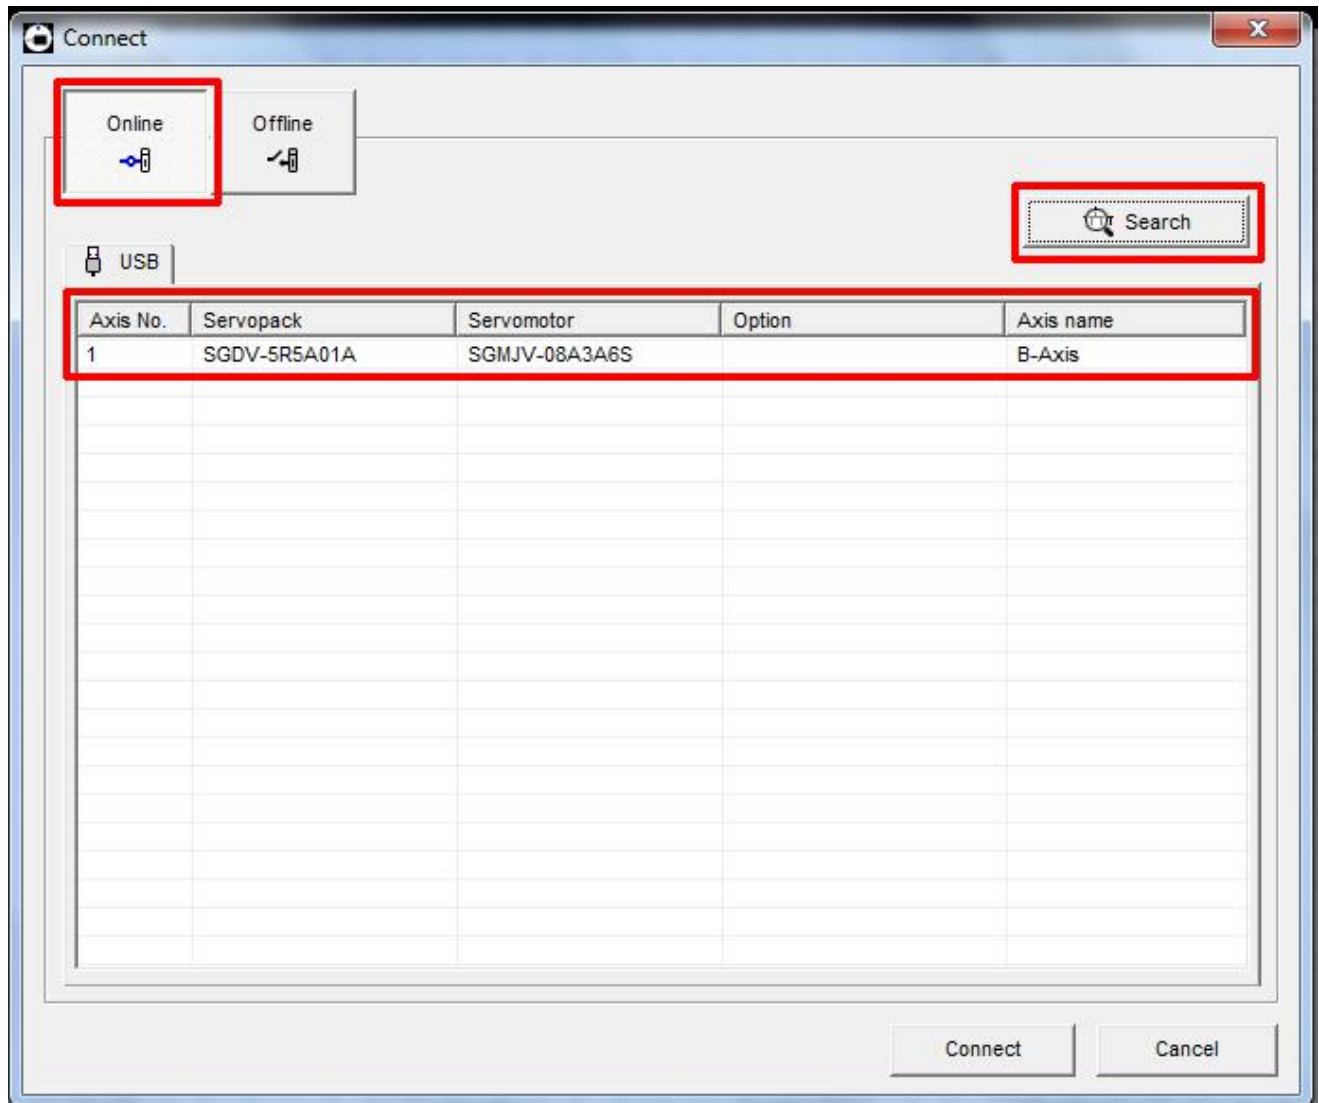 Connect
Online Offline
Search
USB
Axis No. Servopack Servomotor Option Axis name
1 SGDV-5R5A01A SGMJV-08A3A6S B-Axis
Connect Cancel